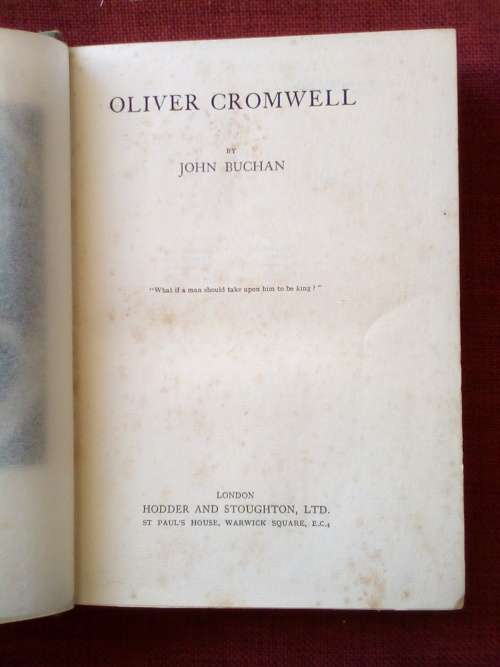 OLIVER CROMWELL
BY
JOHN BUCHAN
"What if a man should take upon him to be king?"
LONDON
HODDER AND STOUGHTON, LTD.
ST PAUL'S HOUSE, WARWICK SQUARE, E.C.4